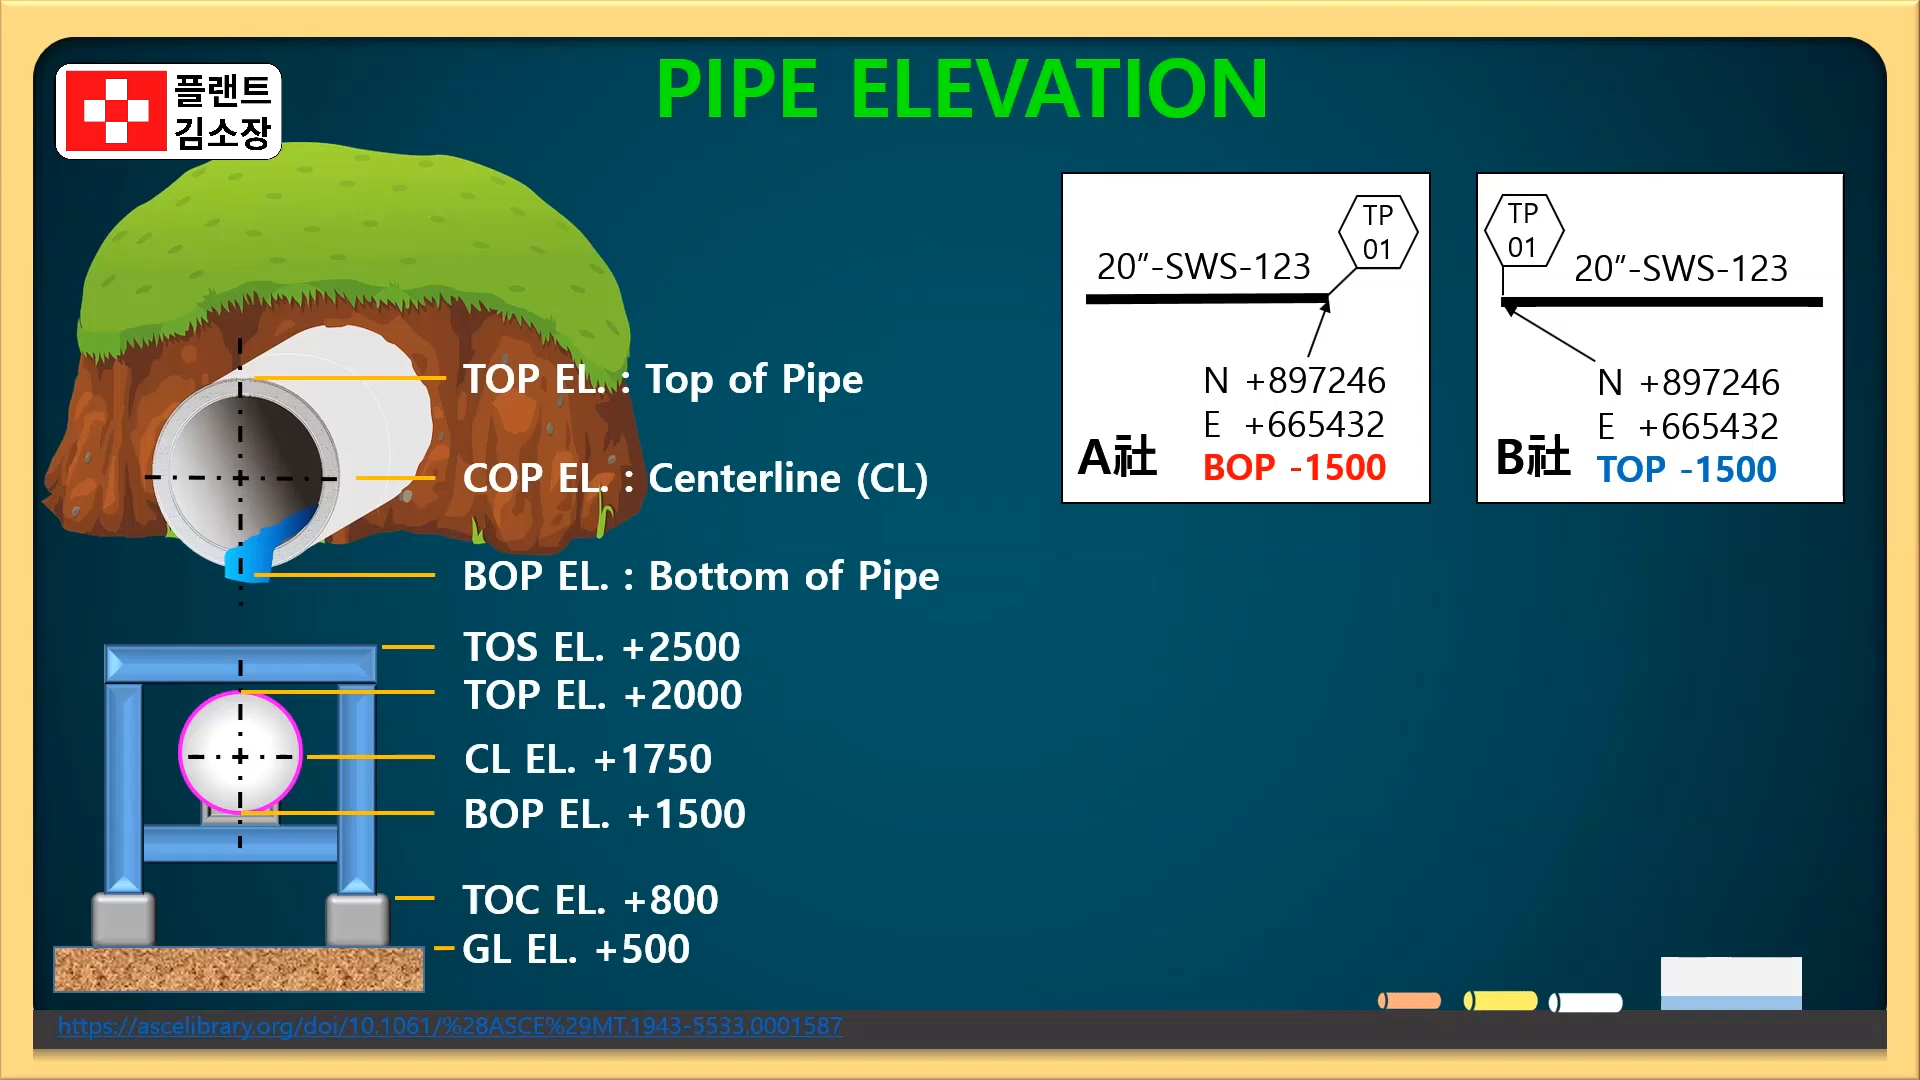 PIPE ELEVATION
플랜트
김소장
TOP EL. : Top of Pipe
COP EL. : Centerline (CL)
BOP EL. : Bottom of Pipe
TOS EL. +2500
TOP EL. +2000
CL EL. +1750
BOP EL. +1500
TOC EL. +800
GL EL. +500
TP
01
20”-SWS-123
N +897246
E +665432
BOP -1500
A社
TP
01
20”-SWS-123
N +897246
E +665432
TOP -1500
B社
https://ascelibrary.org/doi/10.1061/%28ASCE%29MT.1943-5533.0001587